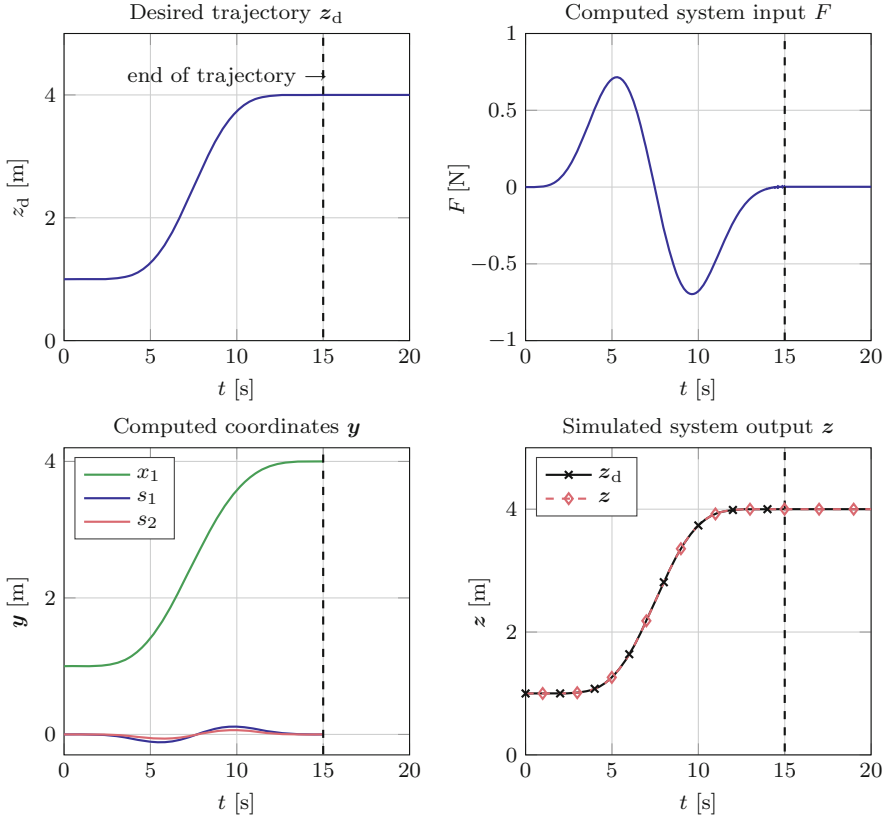 Desired trajectory z_d
end of trajectory →
4
2
0
z_d [m]
0 5 10 15 20
t [s]
Computed system input F
1
0.5
0
−0.5
−1
F [N]
0 5 10 15 20
t [s]
Computed coordinates y
x_1
s_1
s_2
4
2
0
y [m]
0 5 10 15 20
t [s]
Simulated system output z
z_d
z
4
2
0
z [m]
0 5 10 15 20
t [s]